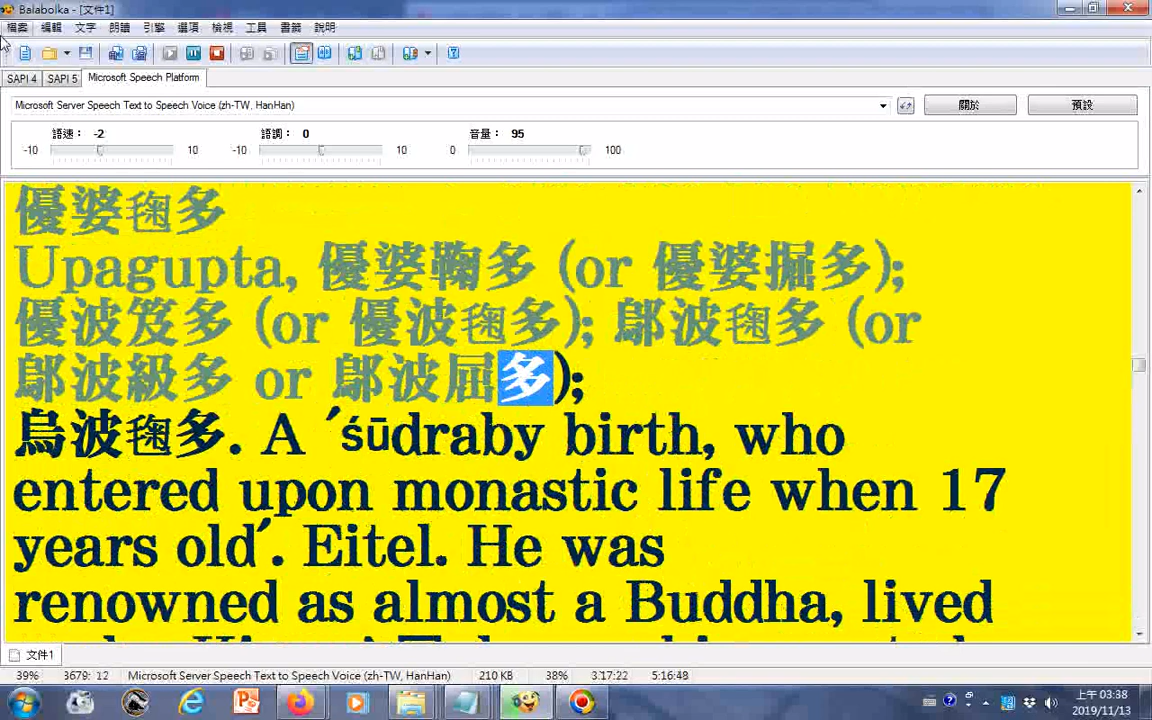 Balabolka - [文件1]
檔案 編輯 文字 朗讀 引擎 選項 檢視 工具 書籤 說明
SAPI 4 SAPI 5 Microsoft Speech Platform
Microsoft Server Speech Text to Speech Voice (zh-TW, HanHan) 關於 預設
語速： -2 語調： 0 音量： 95
-10 10 -10 10 0 100
優婆毱多
Upagupta, 優婆鞠多 (or 優婆掘多);
優波笈多 (or 優波毱多); 鄔波毱多 (or
鄔波級多 or 鄔波屈多);
烏波毱多. A ´śūdraby birth, who
entered upon monastic life when 17
years old´. Eitel. He was
renowned as almost a Buddha, lived
文件1
39% 3679: 12 Microsoft Server Speech Text to Speech Voice (zh-TW, HanHan) 210 KB 38% 3:17:22 5:16:48
上午 03:38
2019/11/13